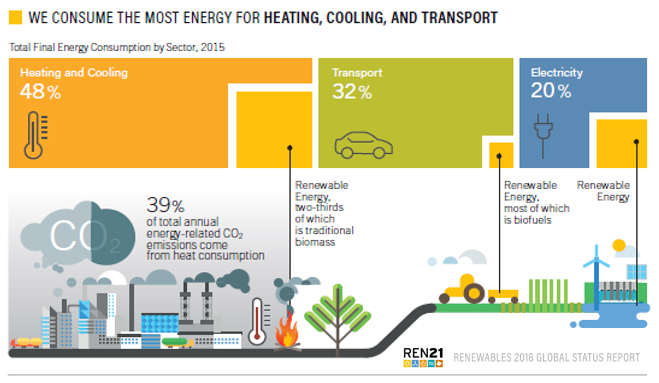 WE CONSUME THE MOST ENERGY FOR HEATING, COOLING, AND TRANSPORT
Total Final Energy Consumption by Sector, 2015
Heating and Cooling
48%
Transport
32%
Electricity
20%
Renewable
Energy,
two-thirds
of which
is traditional
biomass
Renewable
Energy,
most of which
is biofuels
Renewable
Energy
CO2
39%
of total annual
energy-related CO2
emissions come
from heat consumption
REN21
RENEWABLES 2018 GLOBAL STATUS REPORT